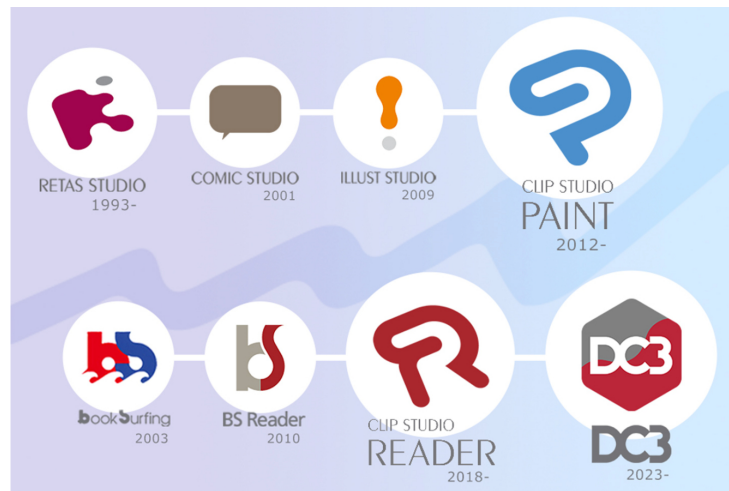 RETAS STUDIO
1993-
COMIC STUDIO
2001
ILLUST STUDIO
2009
CLIP STUDIO
PAINT
2012-
bs
bookSurfing
2003
bs
BS Reader
2010
CLIP STUDIO
READER
2018-
DC3
DC3
2023-